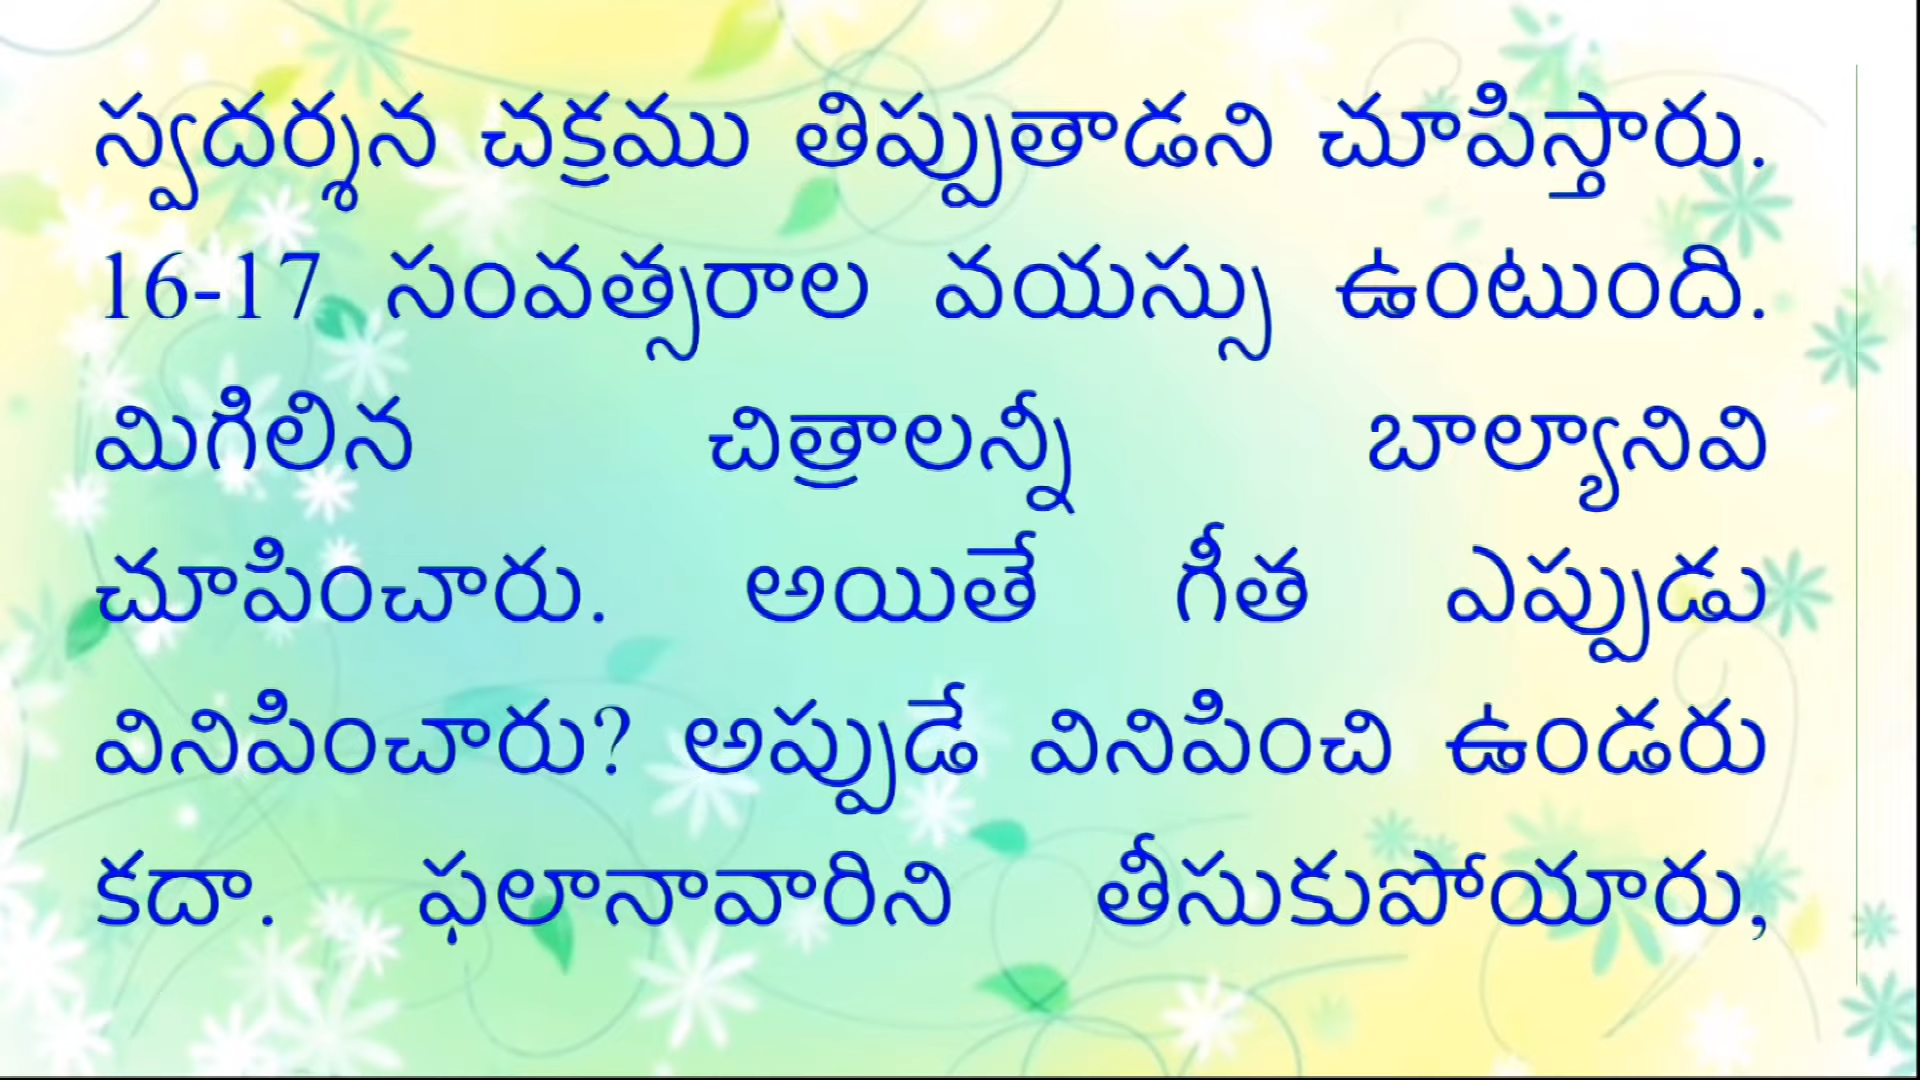 స్వదర్శన చక్రము తిప్పుతాడని చూపిస్తారు.
16-17 సంవత్సరాల వయస్సు ఉంటుంది.
మిగిలిన చిత్రాలన్నీ బాల్యానివి
చూపించారు. అయితే గీత ఎప్పుడు
వినిపించారు? అప్పుడే వినిపించి ఉండరు
కదా. ఫలానావారిని తీసుకుపోయారు,